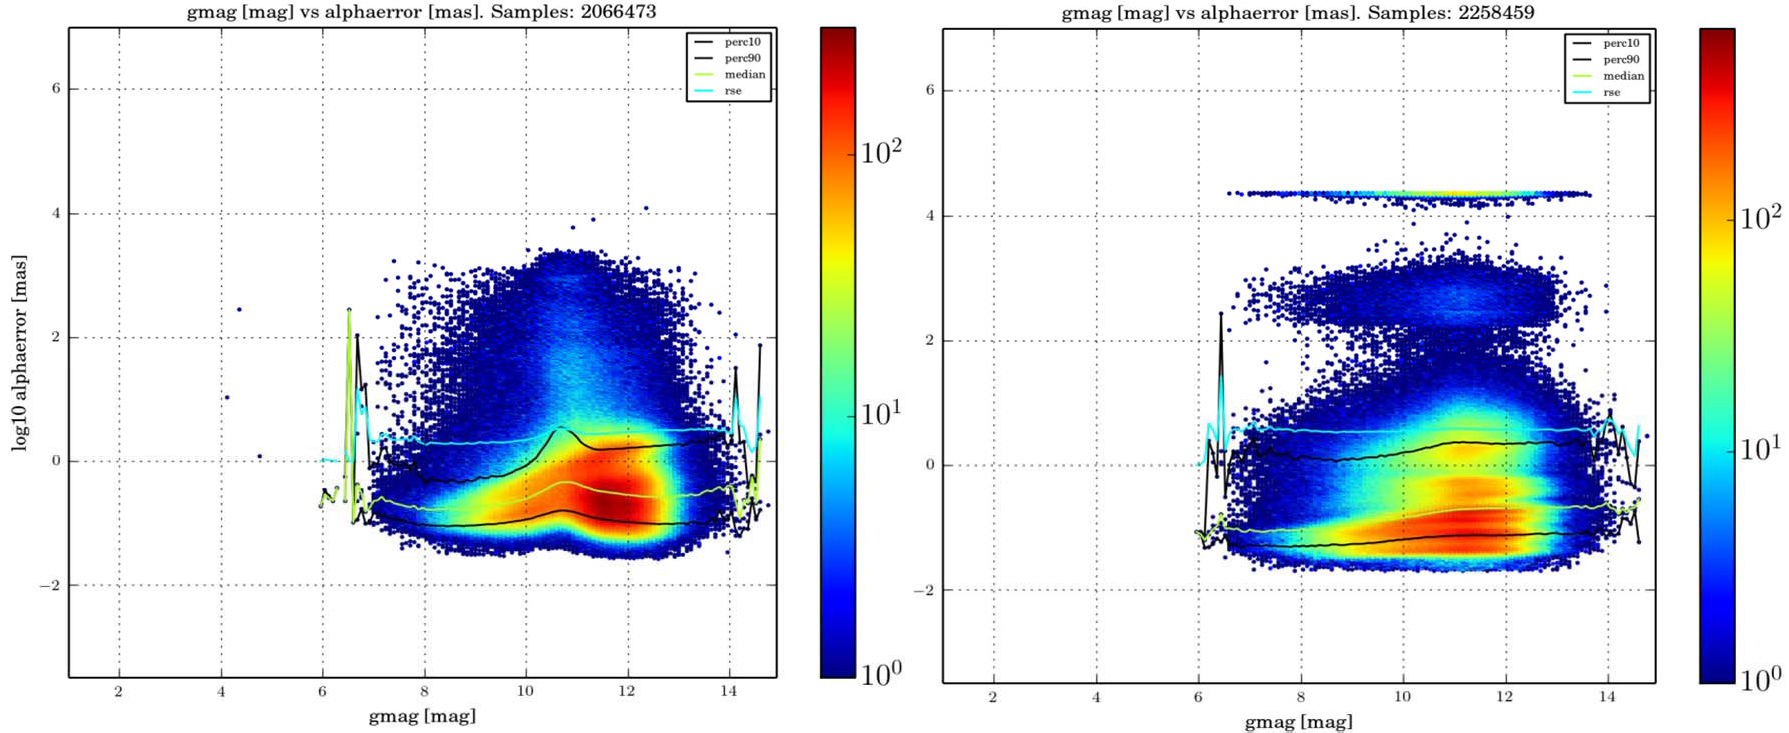 gmag [mag] vs alphaerror [mas]. Samples: 2066473
perc10
perc90
median
rse
6
4
2
0
−2
log10 alphaerror [mas]
2 4 6 8 10 12 14
gmag [mag]
10²
10¹
10⁰
gmag [mag] vs alphaerror [mas]. Samples: 2258459
perc10
perc90
median
rse
6
4
2
0
−2
2 4 6 8 10 12 14
gmag [mag]
10²
10¹
10⁰